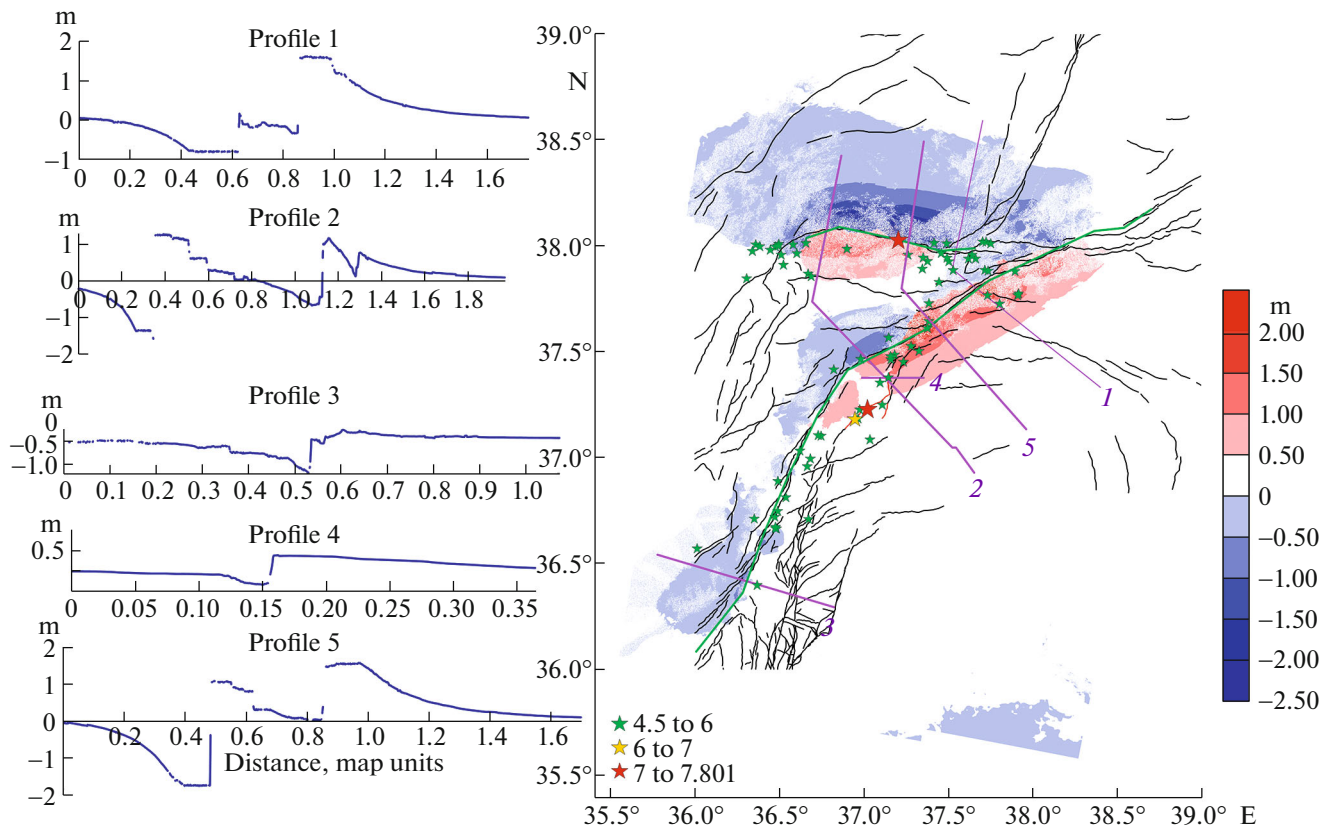 m
Profile 1
2
1
0
−1
0 0.2 0.4 0.6 0.8 1.0 1.2 1.4 1.6
m
Profile 2
1
0
−1
−2
0 0.2 0.4 0.6 0.8 1.0 1.2 1.4 1.6 1.8
m
Profile 3
0
−0.5
−1.0
0 0.1 0.2 0.3 0.4 0.5 0.6 0.7 0.8 0.9 1.0
Profile 4
m
0.5
0 0.05 0.10 0.15 0.20 0.25 0.30 0.35
m
Profile 5
2
1
0
−1
−2
0.2 0.4 0.6 0.8 1.0 1.2 1.4 1.6
Distance, map units
39.0°
N
38.5°
38.0°
37.5°
37.0°
36.5°
36.0°
35.5°
4
1
5
2
3
4.5 to 6
6 to 7
7 to 7.801
35.5° 36.0° 36.5° 37.0° 37.5° 38.0° 38.5° 39.0° E
m
2.00
1.50
1.00
0.50
0
−0.50
−1.00
−1.50
−2.00
−2.50